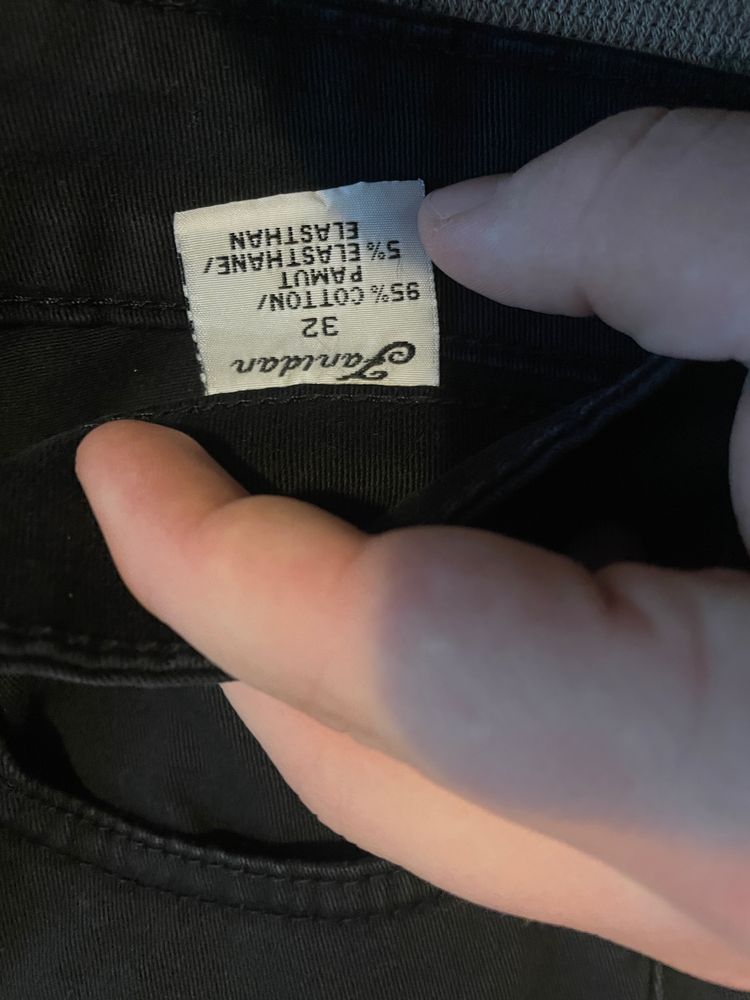 Fanidan
32
95% COTTON/
PAMUT
5% ELASTHANE/
ELASTHAN